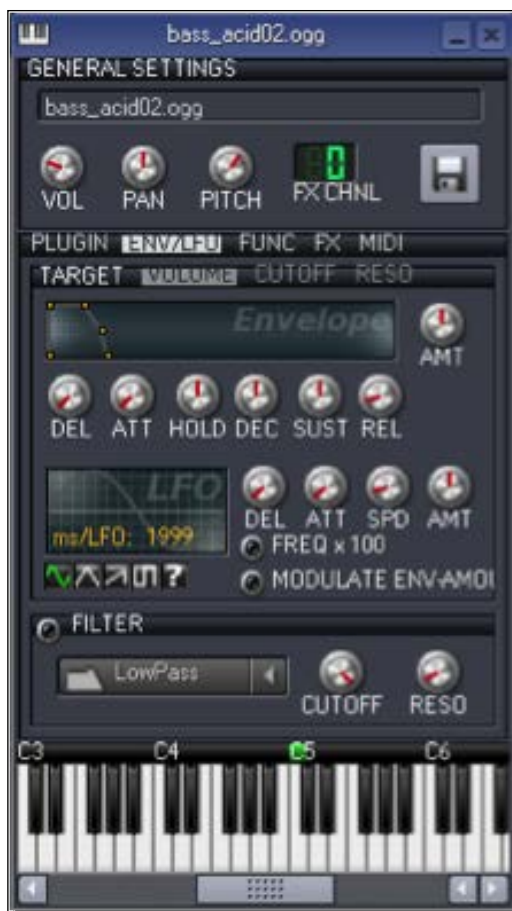 bass_acid02.ogg
GENERAL SETTINGS
bass_acid02.ogg
0
VOL PAN PITCH FX CHNL
PLUGIN ENV/LFO FUNC FX MIDI
TARGET VOLUME CUTOFF RESO
Envelope
AMT
DEL ATT HOLD DEC SUST REL
LFO
ms/LFO: 1999
DEL ATT SPD AMT
FREQ x 100
?
MODULATE ENV-AMOU
FILTER
LowPass
CUTOFF RESO
C3 C4 C5 C6